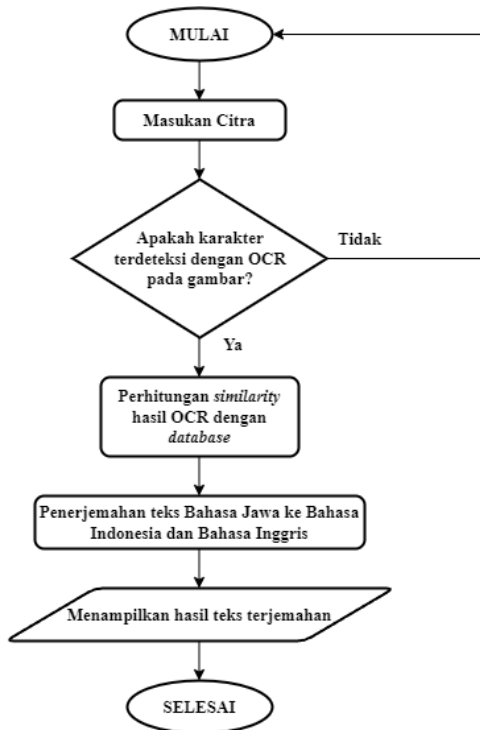 MULAI
Masukan Citra
Apakah karakter
terdeteksi dengan OCR
pada gambar?
Tidak
Ya
Perhitungan similarity
hasil OCR dengan
database
Penerjemahan teks Bahasa Jawa ke Bahasa
Indonesia dan Bahasa Inggris
Menampilkan hasil teks terjemahan
SELESAI